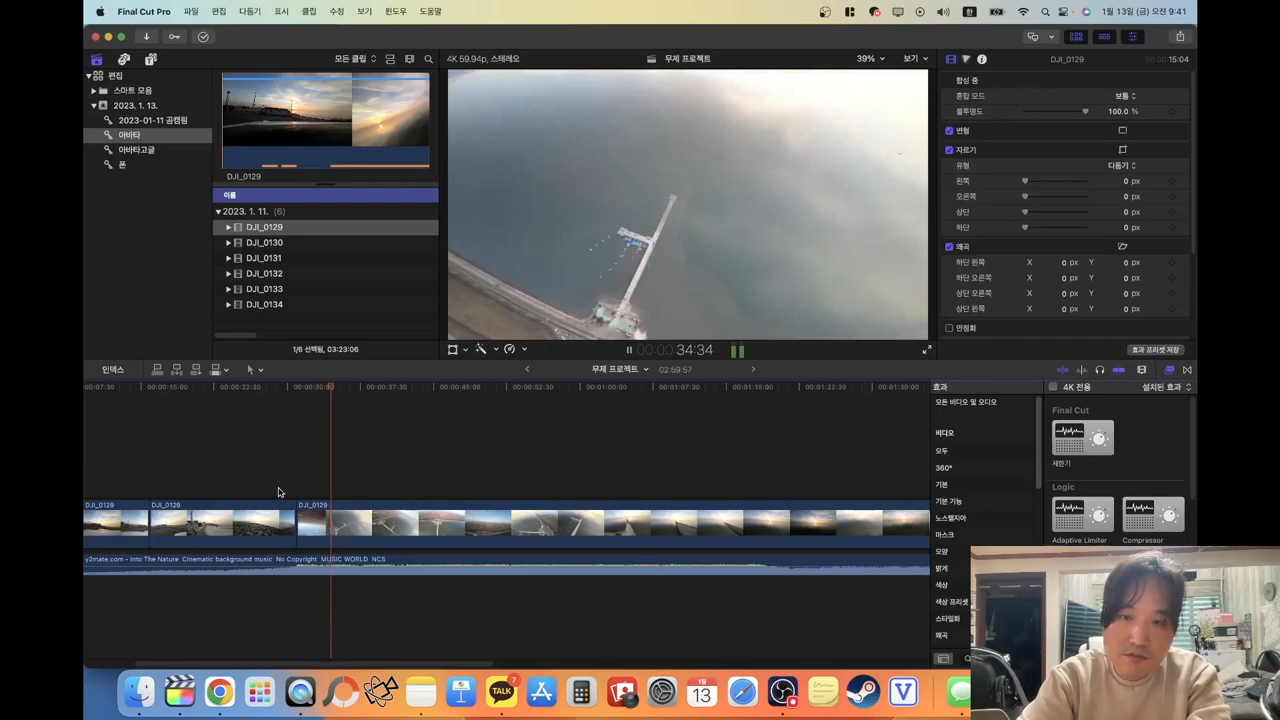 Final Cut Pro 파일 편집 다듬기 표시 클립 수정 보기 윈도우 도움말 한 1월 13일 (금) 오전 9:41
편집
스마트 모음
2023. 1. 13.
2023-01-11 곰캠핑
아바타
아바타고글
폰
모든 클립
DJI_0129
이름
2023. 1. 11. (6)
DJI_0129
DJI_0130
DJI_0131
DJI_0132
DJI_0133
DJI_0134
1/6 선택됨, 03:23:06
4K 59.94p, 스테레오 무제 프로젝트 39% 보기
00:00:34:34
DJI_0129 00:00:15:04
합성 중
혼합 모드 보통
불투명도 100.0 %
변형
자르기
유형 다듬기
왼쪽 0 px
오른쪽 0 px
상단 0 px
하단 0 px
왜곡
하단 왼쪽 X 0 px Y 0 px
하단 오른쪽 X 0 px Y 0 px
상단 오른쪽 X 0 px Y 0 px
상단 왼쪽 X 0 px Y 0 px
안정화
효과 프리셋 저장
인덱스 무제 프로젝트 02:59:57
00:00:15:00 00:00:22:30 00:00:30:00 00:00:37:30 00:00:45:00 00:00:52:30 00:01:00:00 00:01:07:30 00:01:15:00 00:01:22:30 00:01:30:00
DJI_0129 DJI_0129 DJI_0129
y2mate.com - Into The Nature Cinematic background music No Copyright MUSIC WORLD NCS
효과 4K 전용 설치된 효과
모든 비디오 및 오디오
비디오
모두
360°
기본
기본 기능
노스탤지아
마스크
모양
밝게
색상
색상 프리셋
스타일화
왜곡
Final Cut
제한기
Logic
Adaptive Limiter Compressor
TALK
7
1월
13